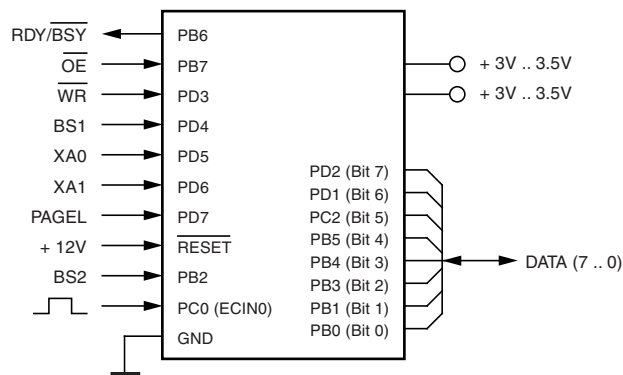 RDY/BSY PB6
OE PB7 + 3V .. 3.5V
WR PD3 + 3V .. 3.5V
BS1 PD4
XA0 PD5
XA1 PD6
PAGEL PD7
+ 12V RESET
BS2 PB2
PC0 (ECIN0)
GND
PD2 (Bit 7)
PD1 (Bit 6)
PC2 (Bit 5)
PB5 (Bit 4)
PB4 (Bit 3) DATA (7 .. 0)
PB3 (Bit 2)
PB1 (Bit 1)
PB0 (Bit 0)